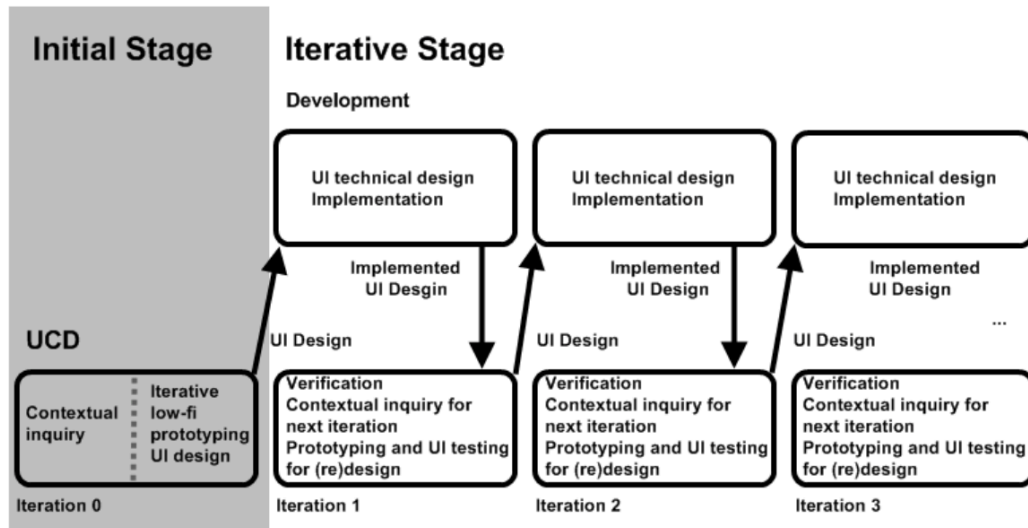 Initial Stage
Iterative Stage
Development
UI technical design
Implementation
UI technical design
Implementation
UI technical design
Implementation
Implemented
UI Desgin
Implemented
UI Design
Implemented
UI Design
...
UCD
UI Design
UI Design
UI Design
Contextual
inquiry
Iterative
low-fi
prototyping
UI design
Verification
Contextual inquiry for
next iteration
Prototyping and UI testing
for (re)design
Verification
Contextual inquiry for
next iteration
Prototyping and UI testing
for (re)design
Verification
Contextual inquiry for
next iteration
Prototyping and UI testing
for (re)design
Iteration 0
Iteration 1
Iteration 2
Iteration 3